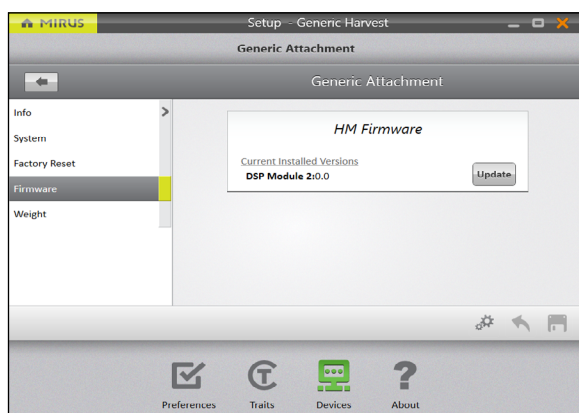 MIRUS
Setup - Generic Harvest
Generic Attachment
Generic Attachment
Info
System
Factory Reset
Firmware
Weight
HM Firmware
Current Installed Versions
DSP Module 2:0.0
Update
Preferences
Traits
Devices
About